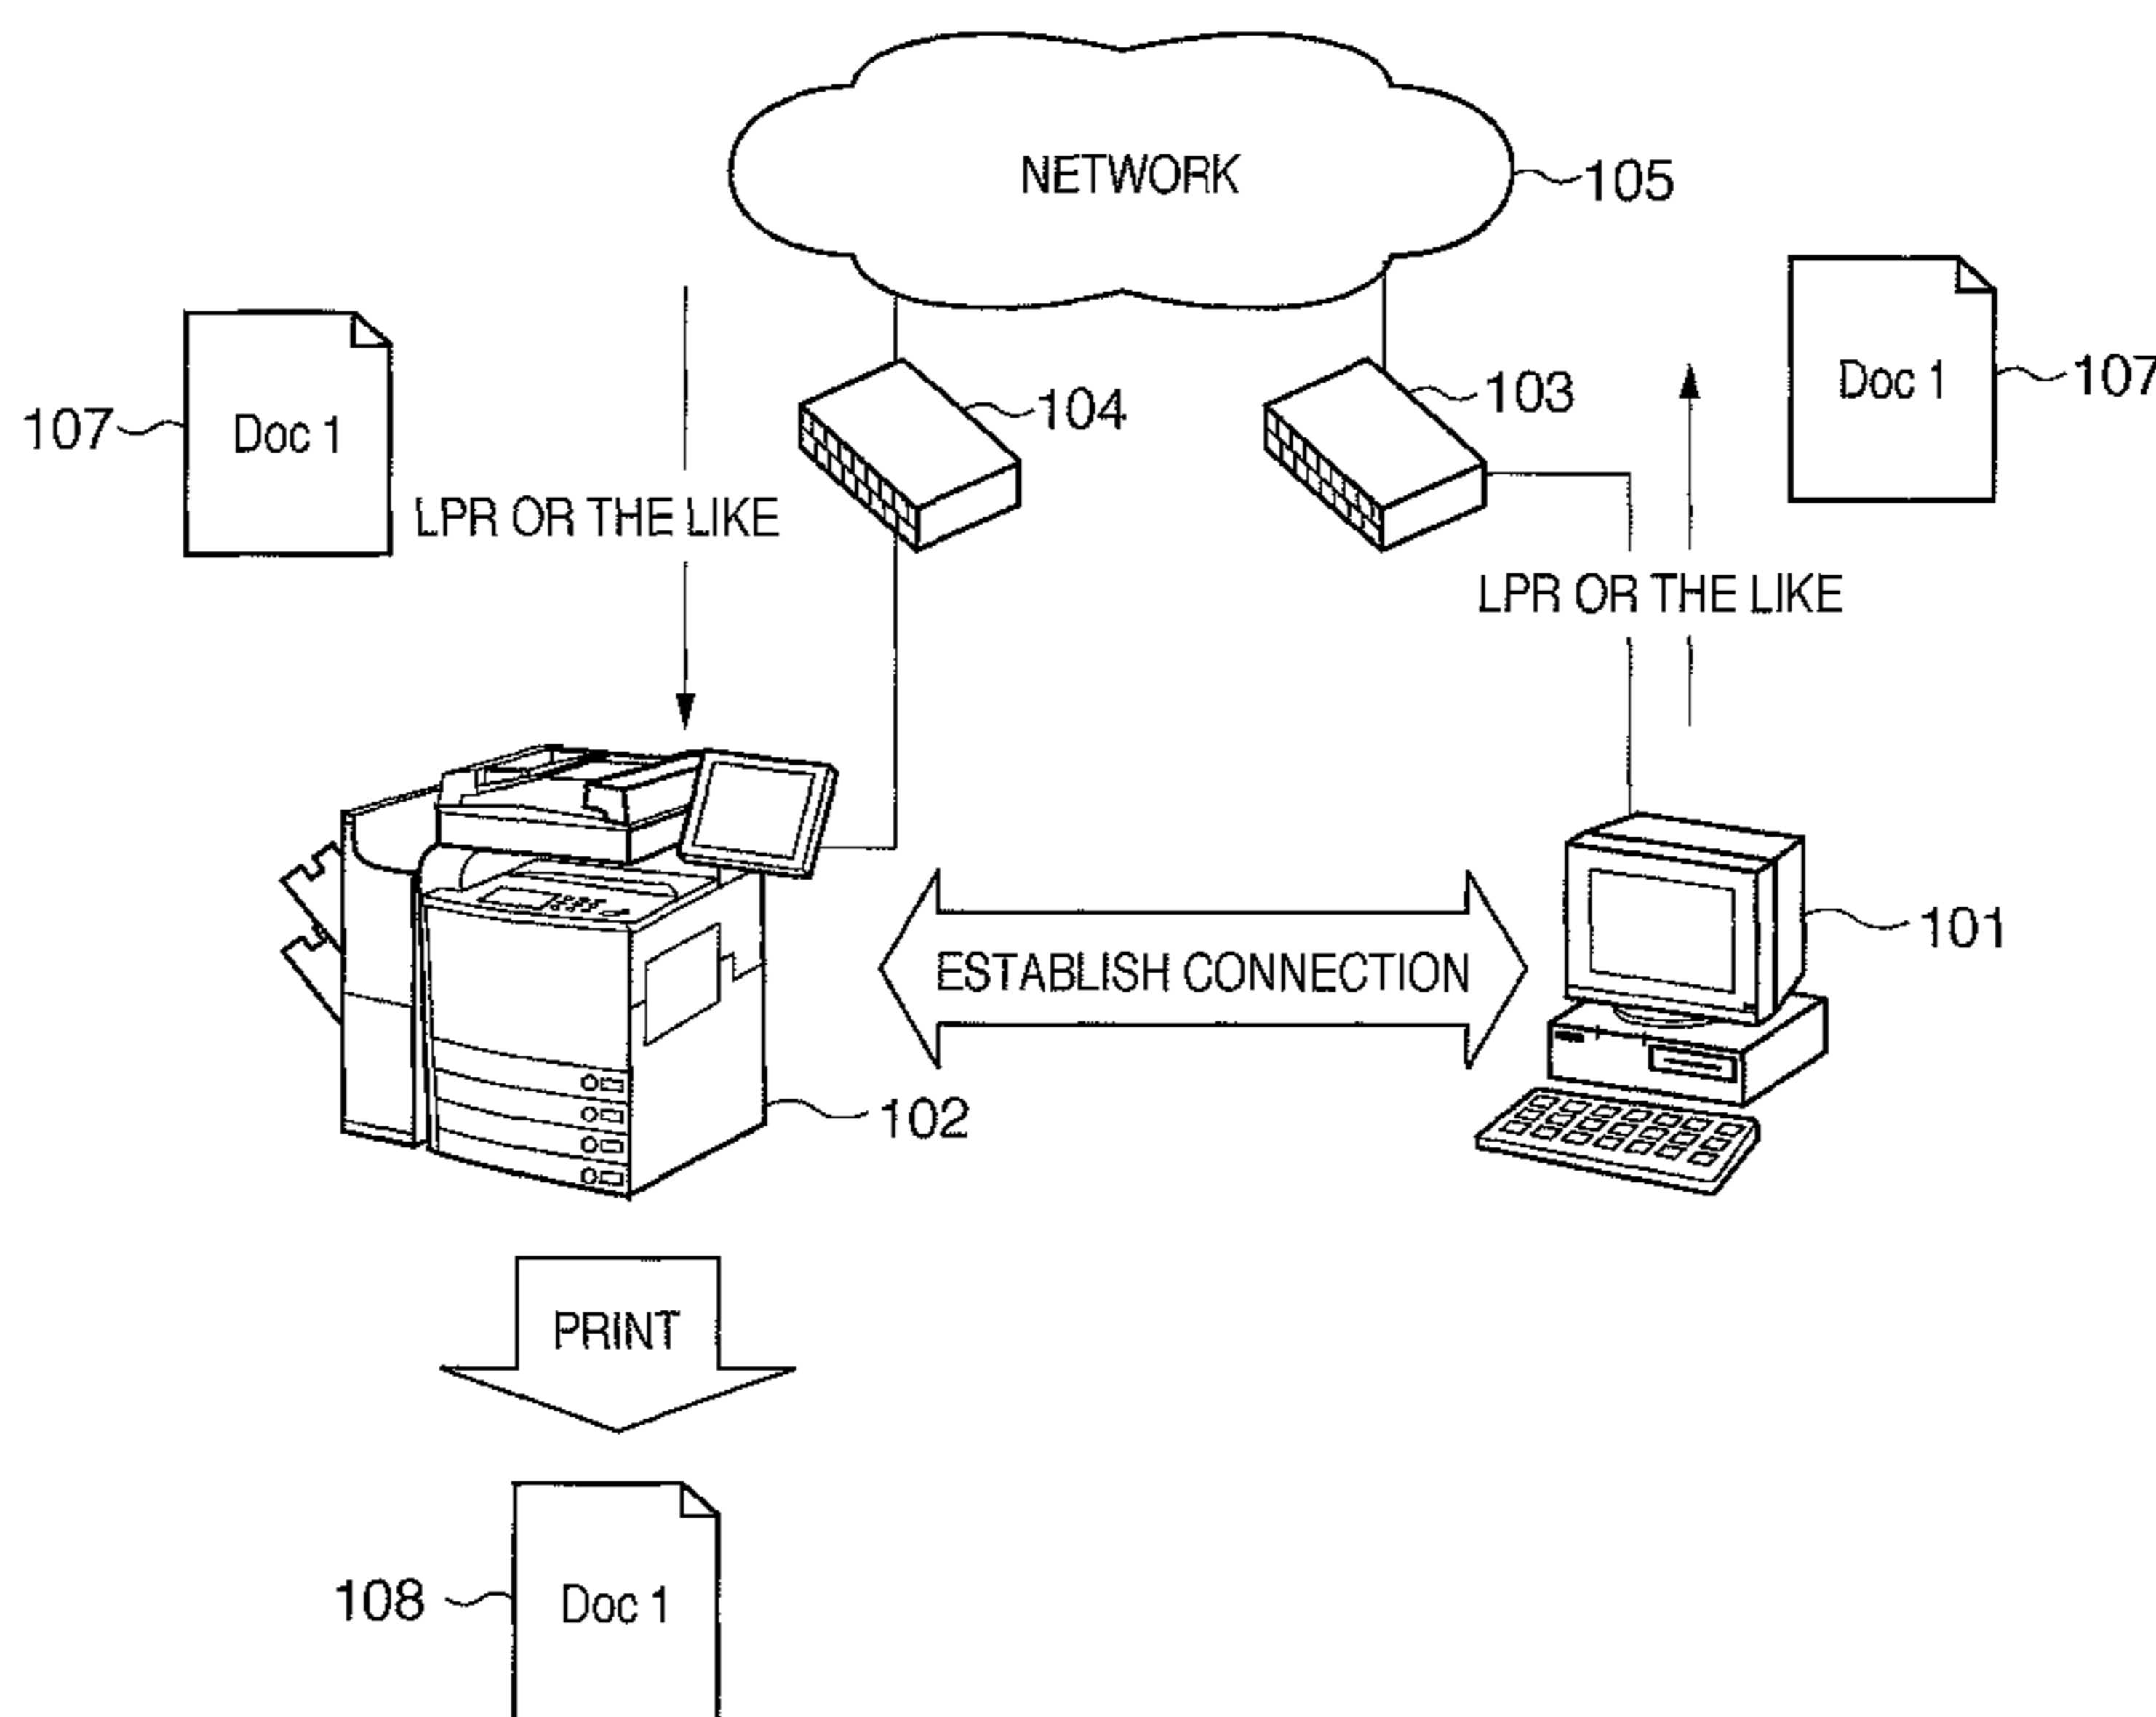 NETWORK
105
107
Doc 1
LPR OR THE LIKE
104
103
Doc 1
107
LPR OR THE LIKE
ESTABLISH CONNECTION
101
102
PRINT
108
Doc 1